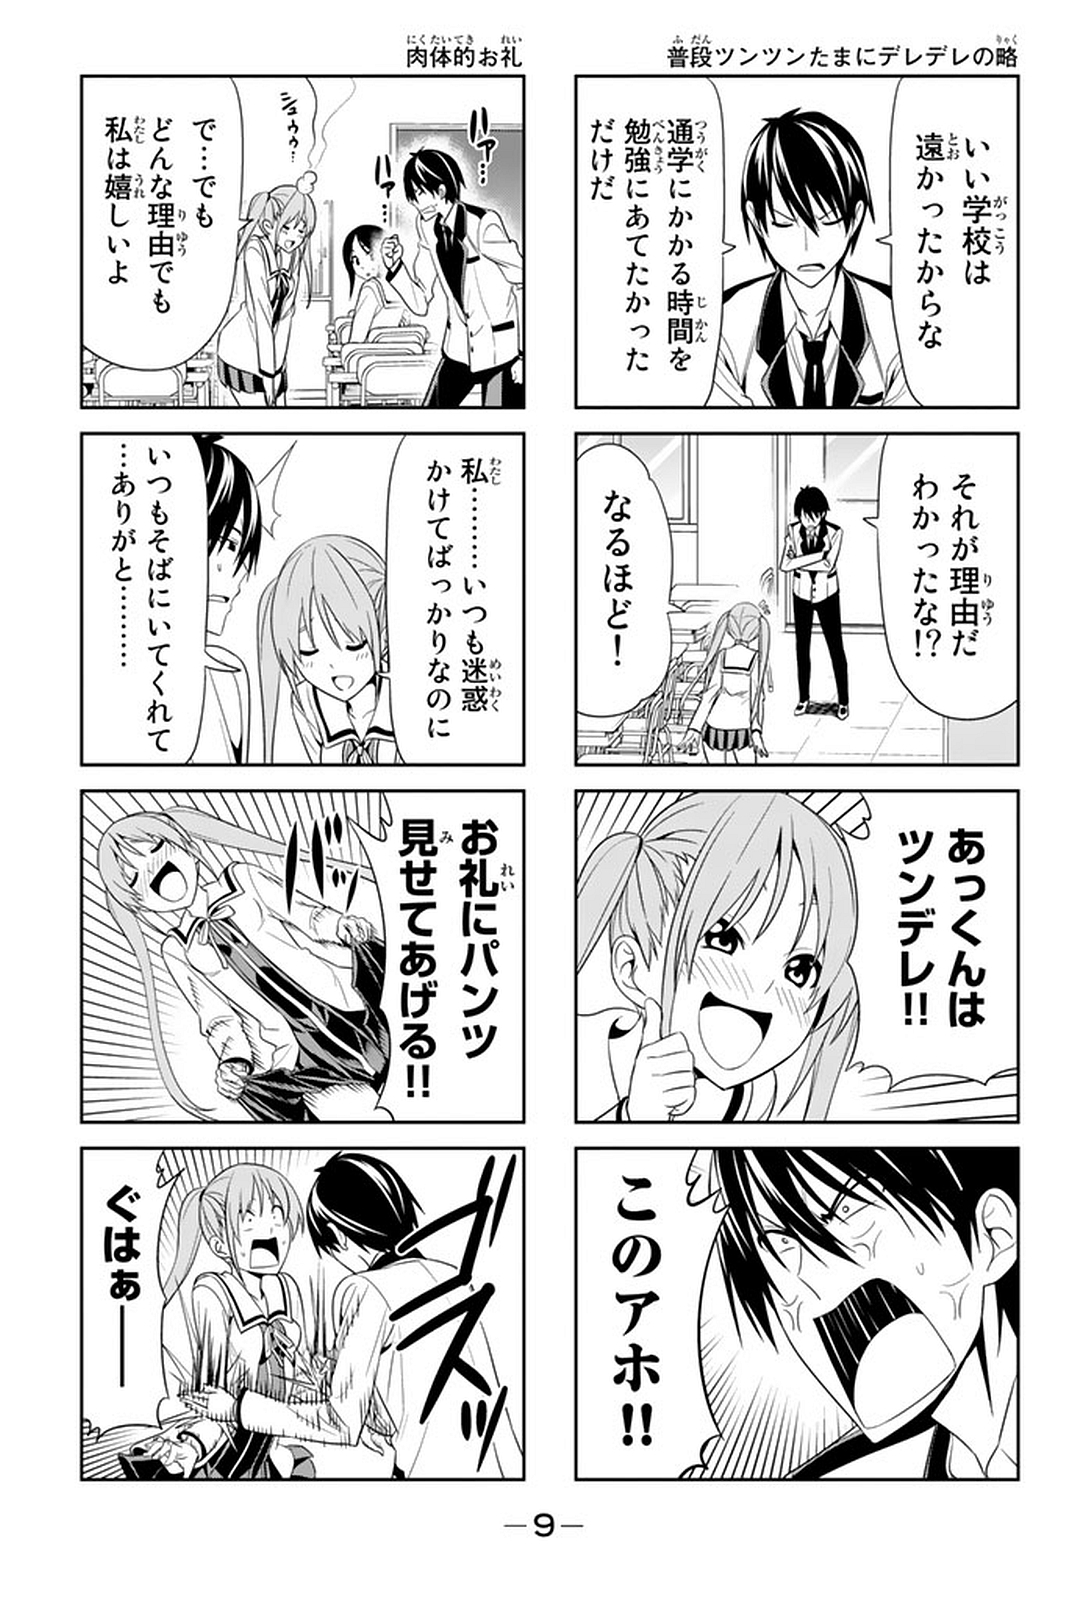 普段ツンツンたまにデレデレの略
いい学校は
遠かったからな
通学にかかる時間を
勉強にあてたかった
だけだ
それが理由だ
わかったな!?
なるほど!
あっくんは
ツンデレ!!
このアホ!!
肉体的お礼
ハァ…
ハァ…
シュゥゥ…
で…でも
どんな理由でも
私は嬉しいよ
私………いつも迷惑
かけてばっかりなのに
いつもそばにいてくれて
…ありがと………
お礼にパンツ
見せてあげる!!
ぐはぁ――
―9―